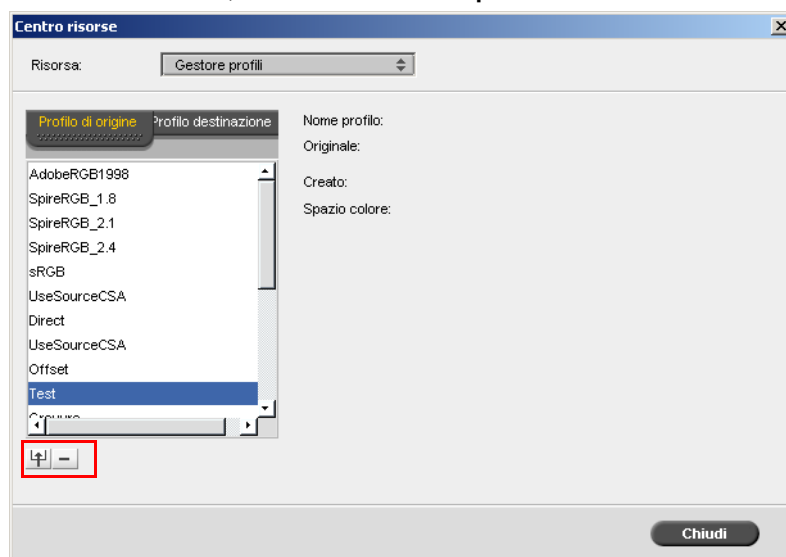 Centro risorse
Risorsa: Gestore profili
Profilo di origine Profilo destinazione
Nome profilo:
Originale:
Creato:
Spazio colore:
AdobeRGB1998
SpireRGB_1.8
SpireRGB_2.1
SpireRGB_2.4
sRGB
UseSourceCSA
Direct
UseSourceCSA
Offset
Test
Chiudi